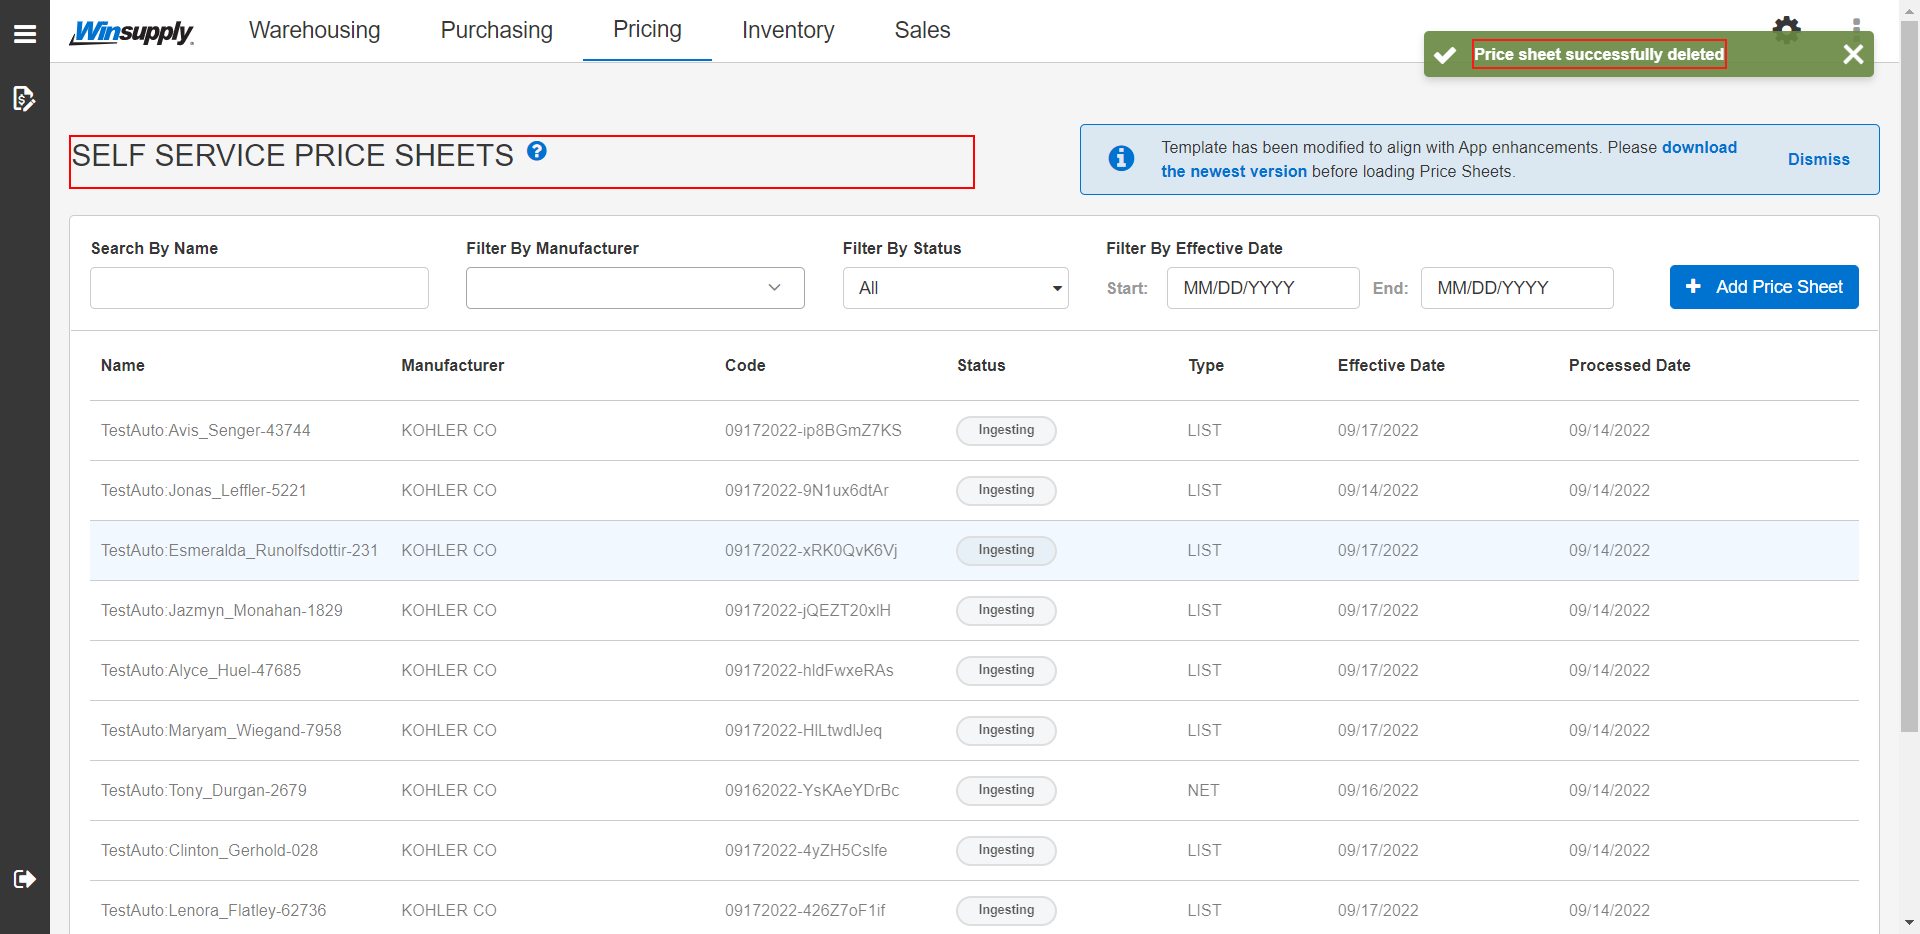 Winsupply
Warehousing Purchasing Pricing Inventory Sales
Price sheet successfully deleted
SELF SERVICE PRICE SHEETS
Template has been modified to align with App enhancements. Please download
the newest version before loading Price Sheets.
Dismiss
Search By Name Filter By Manufacturer Filter By Status Filter By Effective Date
All Start: MM/DD/YYYY End: MM/DD/YYYY Add Price Sheet
Name Manufacturer Code Status Type Effective Date Processed Date
TestAuto:Avis_Senger-43744 KOHLER CO 09172022-ip8BGmZ7KS Ingesting LIST 09/17/2022 09/14/2022
TestAuto:Jonas_Leffler-5221 KOHLER CO 09172022-9N1ux6dtAr Ingesting LIST 09/14/2022 09/14/2022
TestAuto:Esmeralda_Runolfsdottir-231 KOHLER CO 09172022-xRK0QvK6Vj Ingesting LIST 09/17/2022 09/14/2022
TestAuto:Jazmyn_Monahan-1829 KOHLER CO 09172022-jQEZT20xlH Ingesting LIST 09/17/2022 09/14/2022
TestAuto:Alyce_Huel-47685 KOHLER CO 09172022-hldFwxeRAs Ingesting LIST 09/17/2022 09/14/2022
TestAuto:Maryam_Wiegand-7958 KOHLER CO 09172022-HlLtwdlJeq Ingesting LIST 09/17/2022 09/14/2022
TestAuto:Tony_Durgan-2679 KOHLER CO 09162022-YsKAeYDrBc Ingesting NET 09/16/2022 09/14/2022
TestAuto:Clinton_Gerhold-028 KOHLER CO 09172022-4yZH5Cslfe Ingesting LIST 09/17/2022 09/14/2022
TestAuto:Lenora_Flatley-62736 KOHLER CO 09172022-426Z7oF1if Ingesting LIST 09/17/2022 09/14/2022